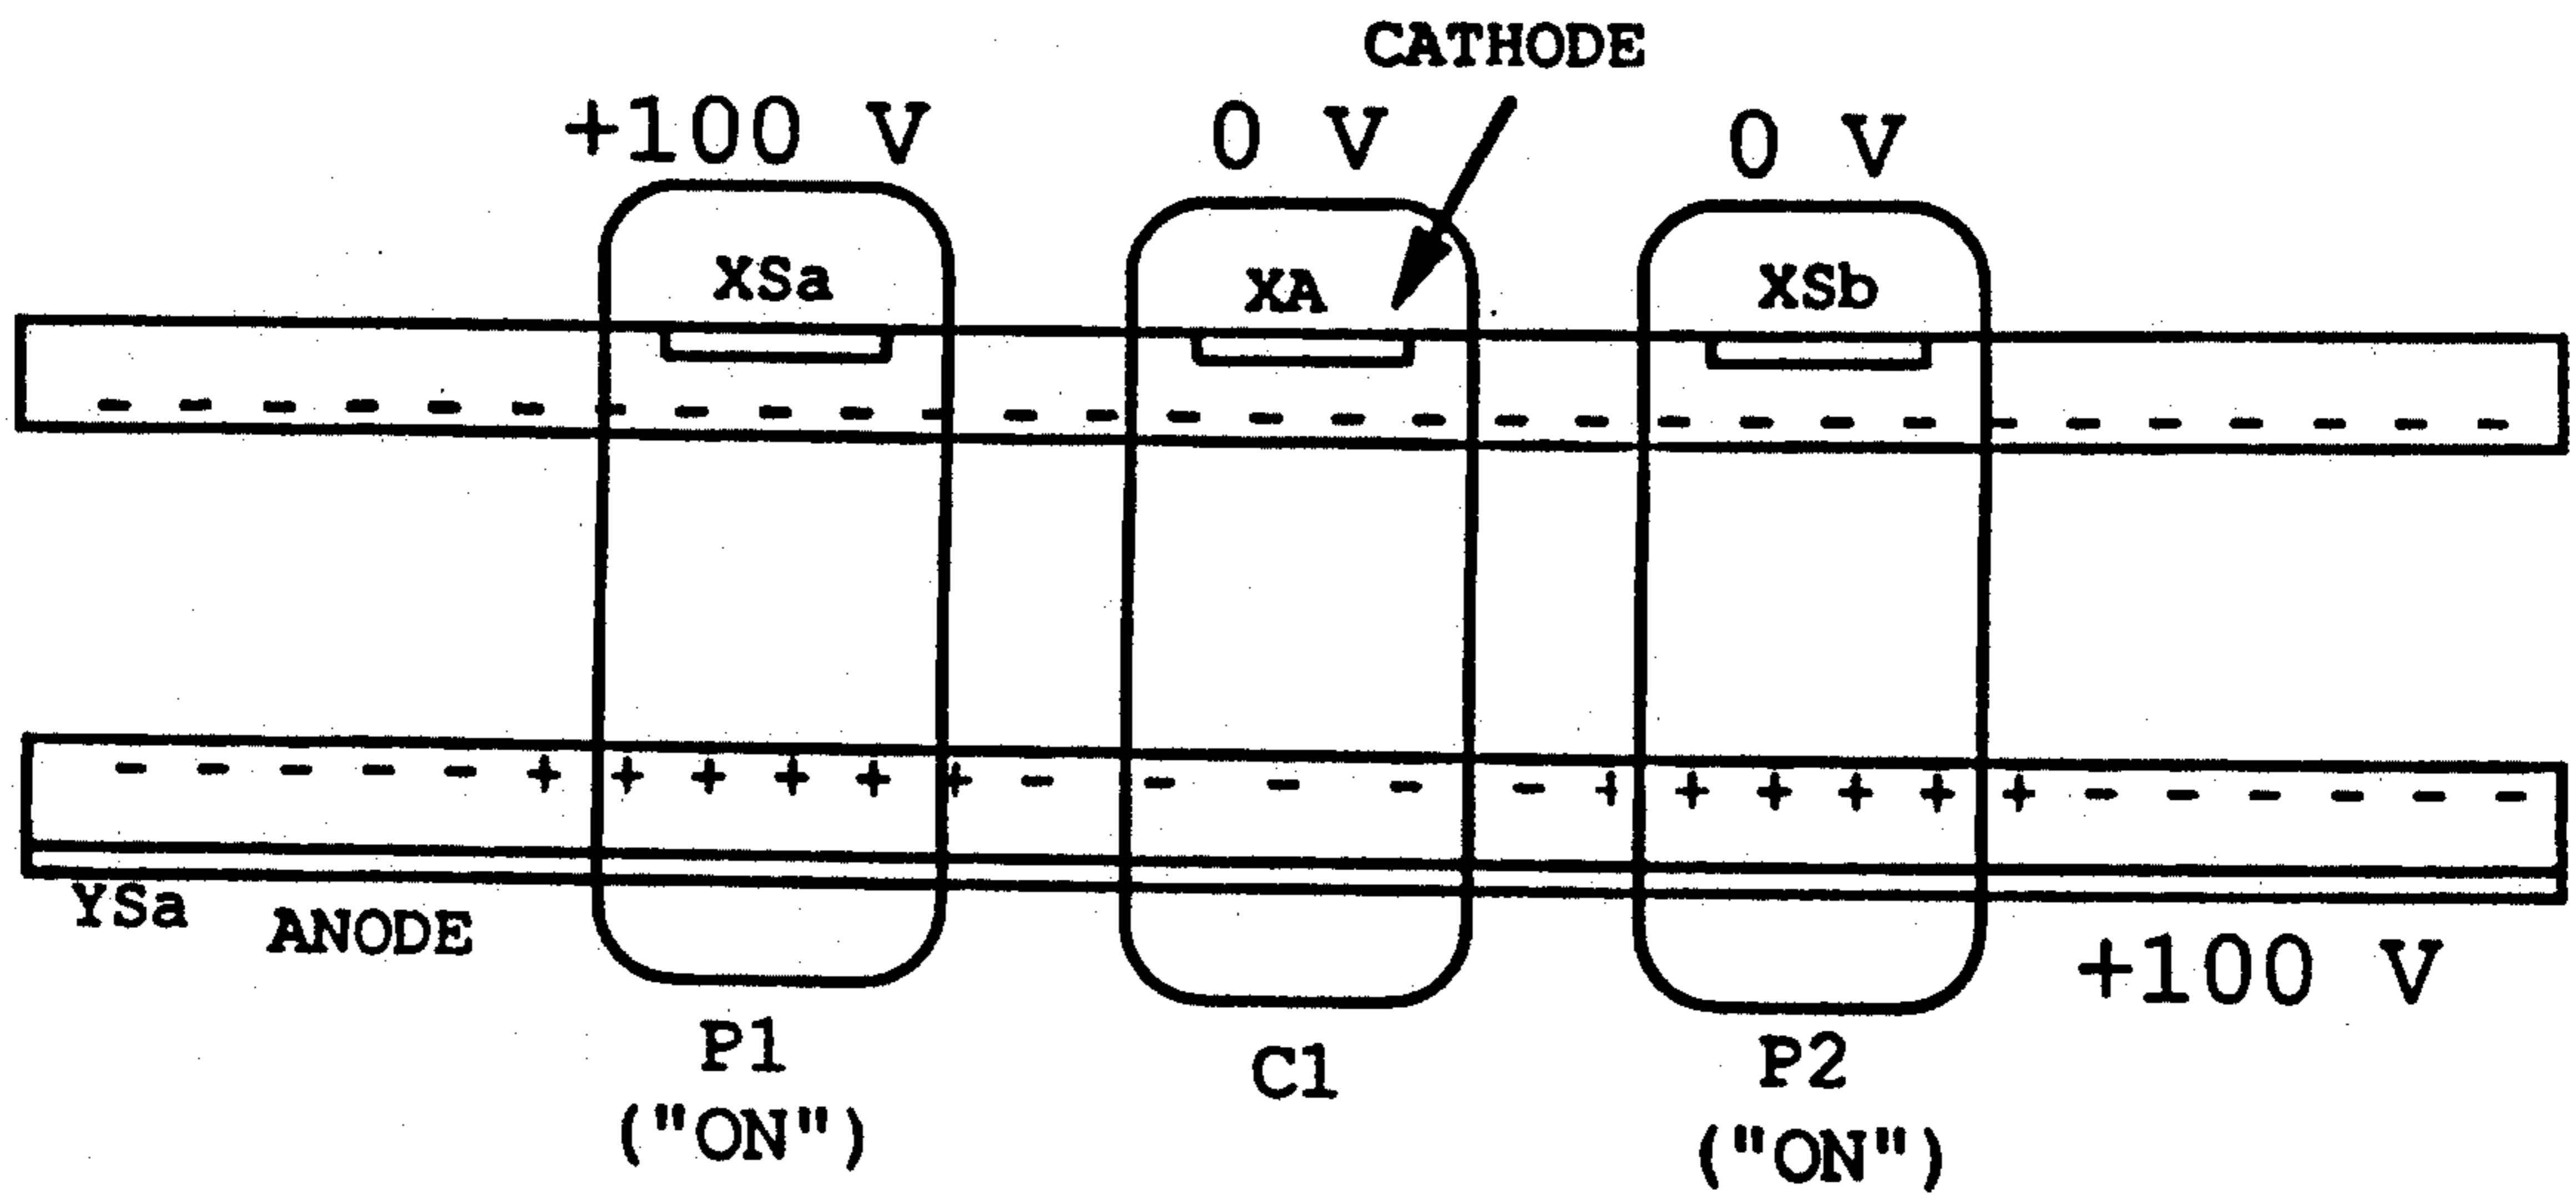 CATHODE
+100 V 0 V 0 V
XSa XA XSb
- - - - - - - - - - - - - - - - - - - - - - - - - - - - - -
- - - - - + + + + + + - - - - - + + + + + + - - - - - -
YSa ANODE
+100 V
P1 C1 P2
("ON") ("ON")